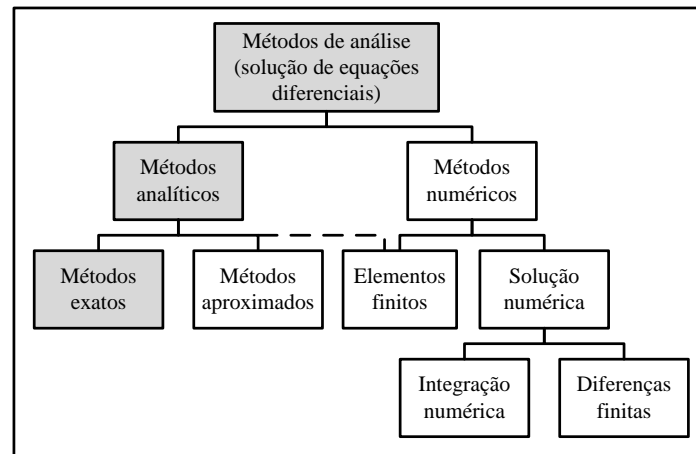 Métodos de análise
(solução de equações
diferenciais)
Métodos
analíticos
Métodos
numéricos
Métodos
exatos
Métodos
aproximados
Elementos
finitos
Solução
numérica
Integração
numérica
Diferenças
finitas